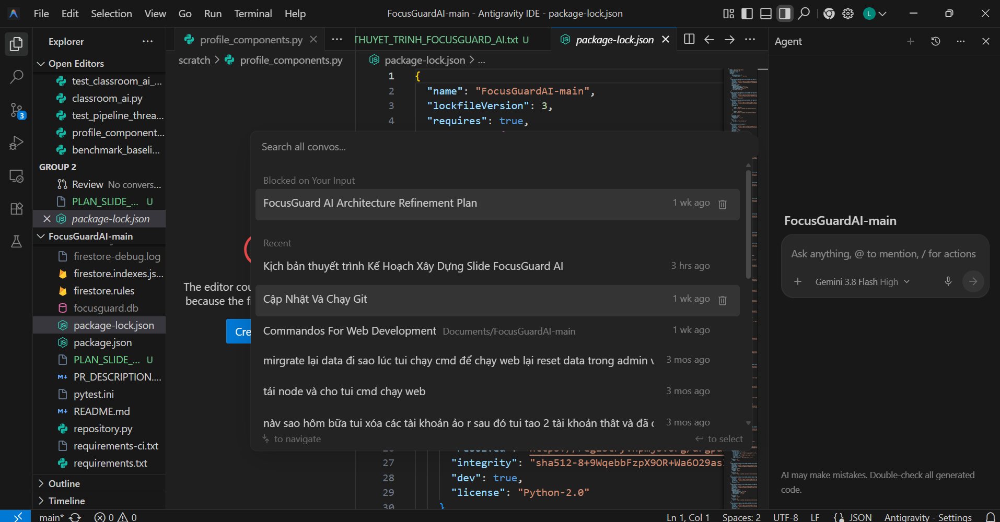 File Edit Selection View Go Run Terminal Help
FocusGuardAI-main - Antigravity IDE - package-lock.json
L
Explorer
Open Editors
test_classroom_ai_...
classroom_ai.py
test_pipeline_threa...
profile_component...
benchmark_baseli...
GROUP 2
Review No convers...
PLAN_SLIDE_... U
package-lock.json
FocusGuardAI-main
firestore-debug.log
firestore.indexes.js...
firestore.rules
focusguard.db
package-lock.json
package.json
PLAN_SLIDE_... U
PR_DESCRIPTION....
pytest.ini
README.md
repository.py
requirements-ci.txt
requirements.txt
Outline
Timeline
3
profile_components.py
scratch > profile_components.py
The editor cou
because the f
Cre
THUYET_TRINH_FOCUSGUARD_AI.txt U
package-lock.json
package-lock.json > ...
1 {
2 "name": "FocusGuardAI-main",
3 "lockfileVersion": 3,
4 "requires": true,
Search all convos...
Blocked on Your Input
FocusGuard AI Architecture Refinement Plan 1 wk ago
Recent
Kịch bản thuyết trình Kế Hoạch Xây Dựng Slide FocusGuard AI 3 hrs ago
Cập Nhật Và Chạy Git 1 wk ago
Commandos For Web Development Documents/FocusGuardAI-main 1 wk ago
mirgrate lại data đi sao lúc tui chạy cmd để chạy web lại reset data trong admin 3 mos ago
tải node và cho tui cmd chạy web 3 mos ago
này sao hôm bữa tui xóa các tài khoản ảo r sau đó tui tao 2 tài khoản thât và đã 3 mos ago
to navigate
to select
27 "integrity": "sha512-8+9WqebbFzpX9OR+Wa6O29as
28 "dev": true,
29 "license": "Python-2.0"
30 }
Agent
FocusGuardAI-main
Ask anything, @ to mention, / for actions
Gemini 3.8 Flash High
AI may make mistakes. Double-check all generated
code.
main* 0 0
Ln 1, Col 1 Spaces: 2 UTF-8 LF {} JSON Antigravity - Settings